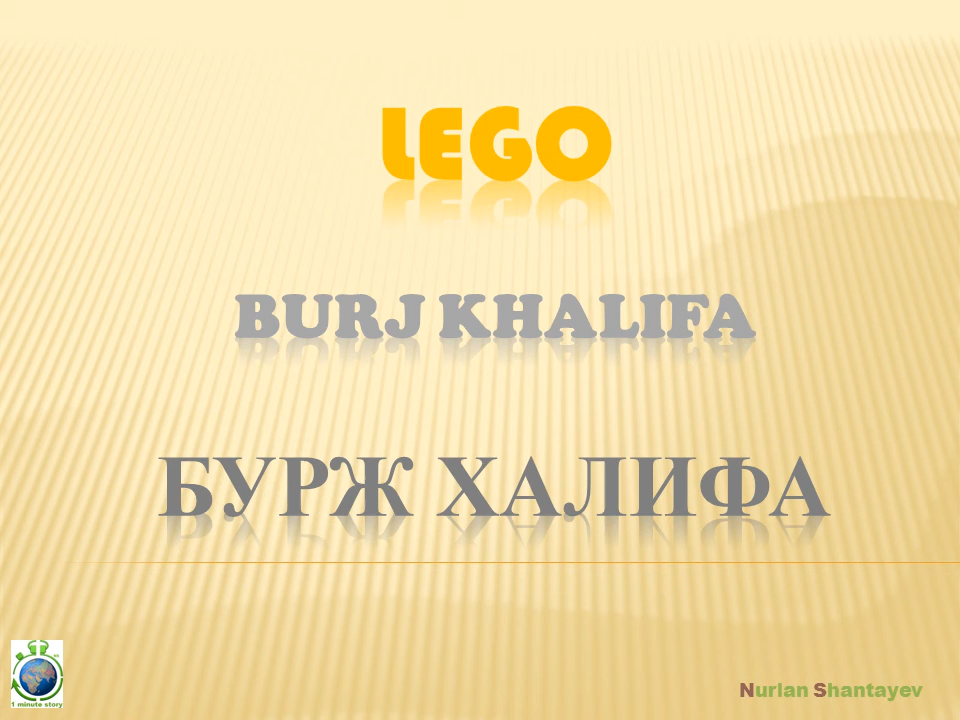 LEGO
BURJ KHALIFA
БУРЖ ХАЛИФА
1 minute story
Nurlan Shantayev